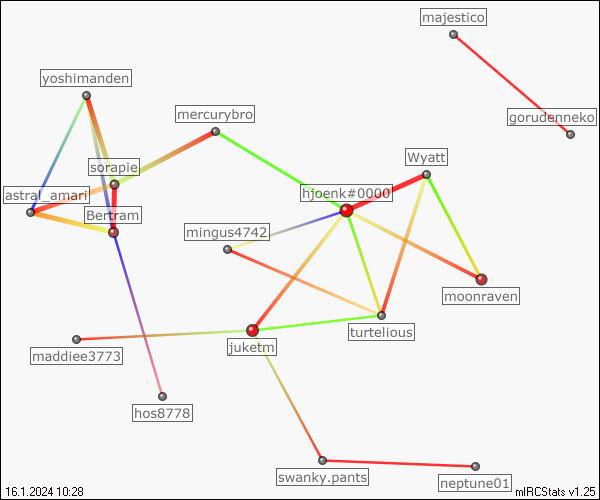 majestico
yoshimanden
mercurybro
gorudenneko
Wyatt
sorapie
astral_amari
hjoenk#0000
Bertram
mingus4742
moonraven
turtelious
juketm
maddiee3773
hos8778
swanky.pants
neptune01
16.1.2024 10:28
mIRCStats v1.25